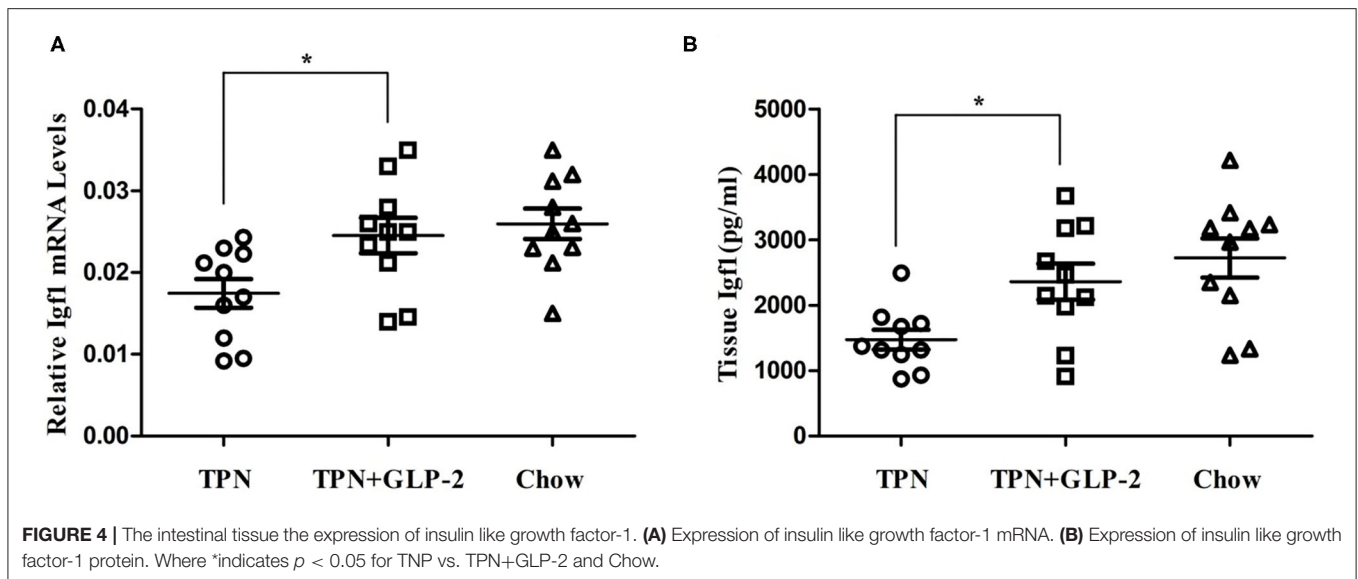 A
B
*
*
Relative Igf1 mRNA Levels
0.04
0.03
0.02
0.01
0.00
TPN
TPN+GLP-2
Chow
Tissue Igf1(pg/ml)
5000
4000
3000
2000
1000
0
TPN
TPN+GLP-2
Chow
FIGURE 4 | The intestinal tissue the expression of insulin like growth factor-1. (A) Expression of insulin like growth factor-1 mRNA. (B) Expression of insulin like growth
factor-1 protein. Where *indicates p < 0.05 for TNP vs. TPN+GLP-2 and Chow.